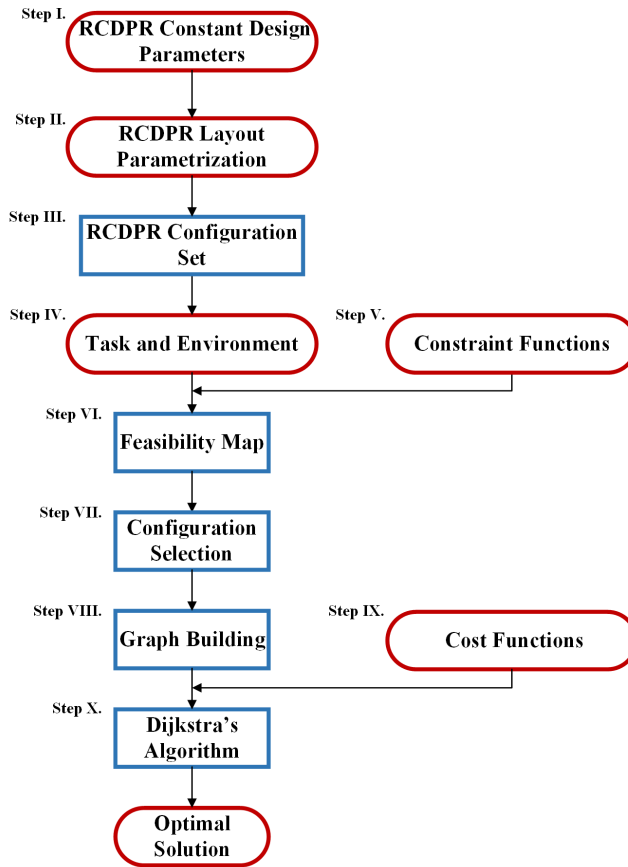 Step I.
RCDPR Constant Design
Parameters
Step II.
RCDPR Layout
Parametrization
Step III.
RCDPR Configuration
Set
Step IV.
Task and Environment
Step V.
Constraint Functions
Step VI.
Feasibility Map
Step VII.
Configuration
Selection
Step VIII.
Graph Building
Step IX.
Cost Functions
Step X.
Dijkstra's
Algorithm
Optimal
Solution